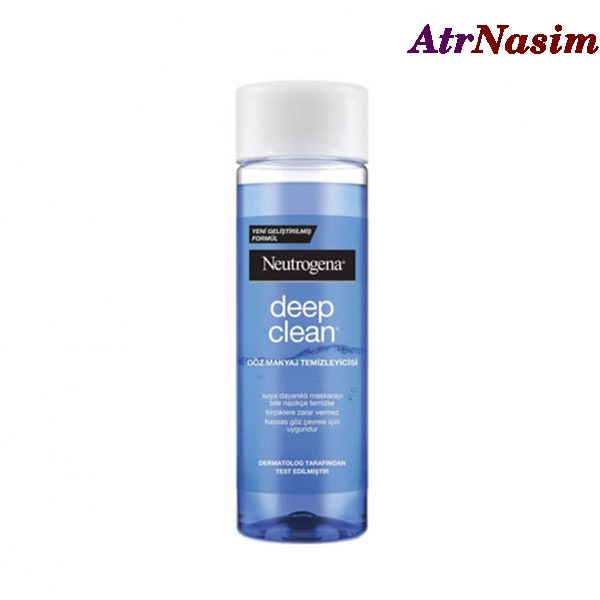 AtrNasim
YENİ GELİŞTİRİLMİŞ
FORMÜL
Neutrogena®
deep
clean®
GÖZ MAKYAJ TEMİZLEYİCİSİ
suya dayanıklı maskarayı
bile nazikçe temizler
kirpiklere zarar vermez
hassas göz çevresi için
uygundur
DERMATOLOG TARAFINDAN
TEST EDİLMİŞTİR